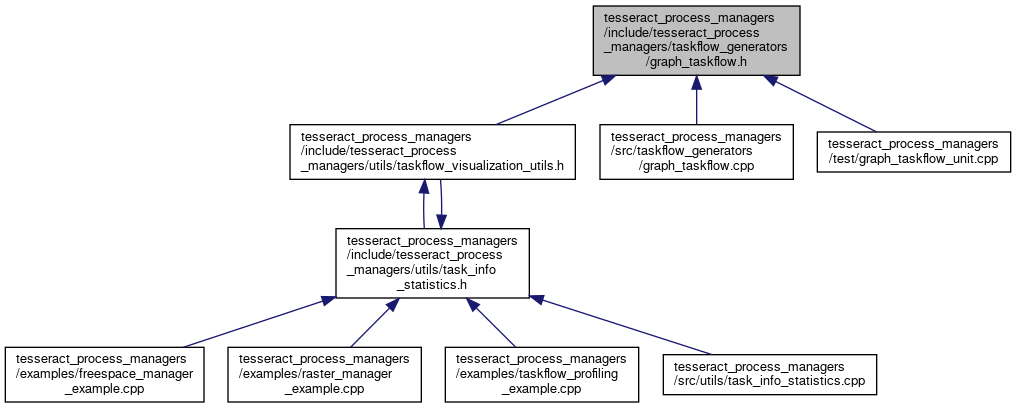 tesseract_process_managers
/include/tesseract_process
_managers/taskflow_generators
/graph_taskflow.h
tesseract_process_managers
/include/tesseract_process
_managers/utils/taskflow_visualization_utils.h
tesseract_process_managers
/src/taskflow_generators
/graph_taskflow.cpp
tesseract_process_managers
/test/graph_taskflow_unit.cpp
tesseract_process_managers
/include/tesseract_process
_managers/utils/task_info
_statistics.h
tesseract_process_managers
/examples/freespace_manager
_example.cpp
tesseract_process_managers
/examples/raster_manager
_example.cpp
tesseract_process_managers
/examples/taskflow_profiling
_example.cpp
tesseract_process_managers
/src/utils/task_info_statistics.cpp